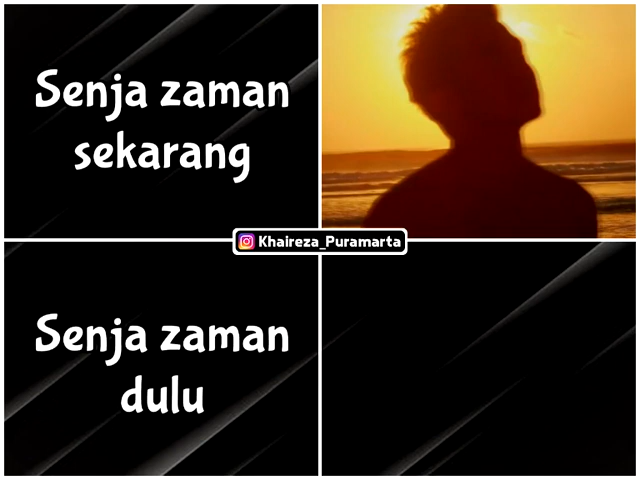 Senja zaman
sekarang
Khaireza_Puramarta
Senja zaman
dulu